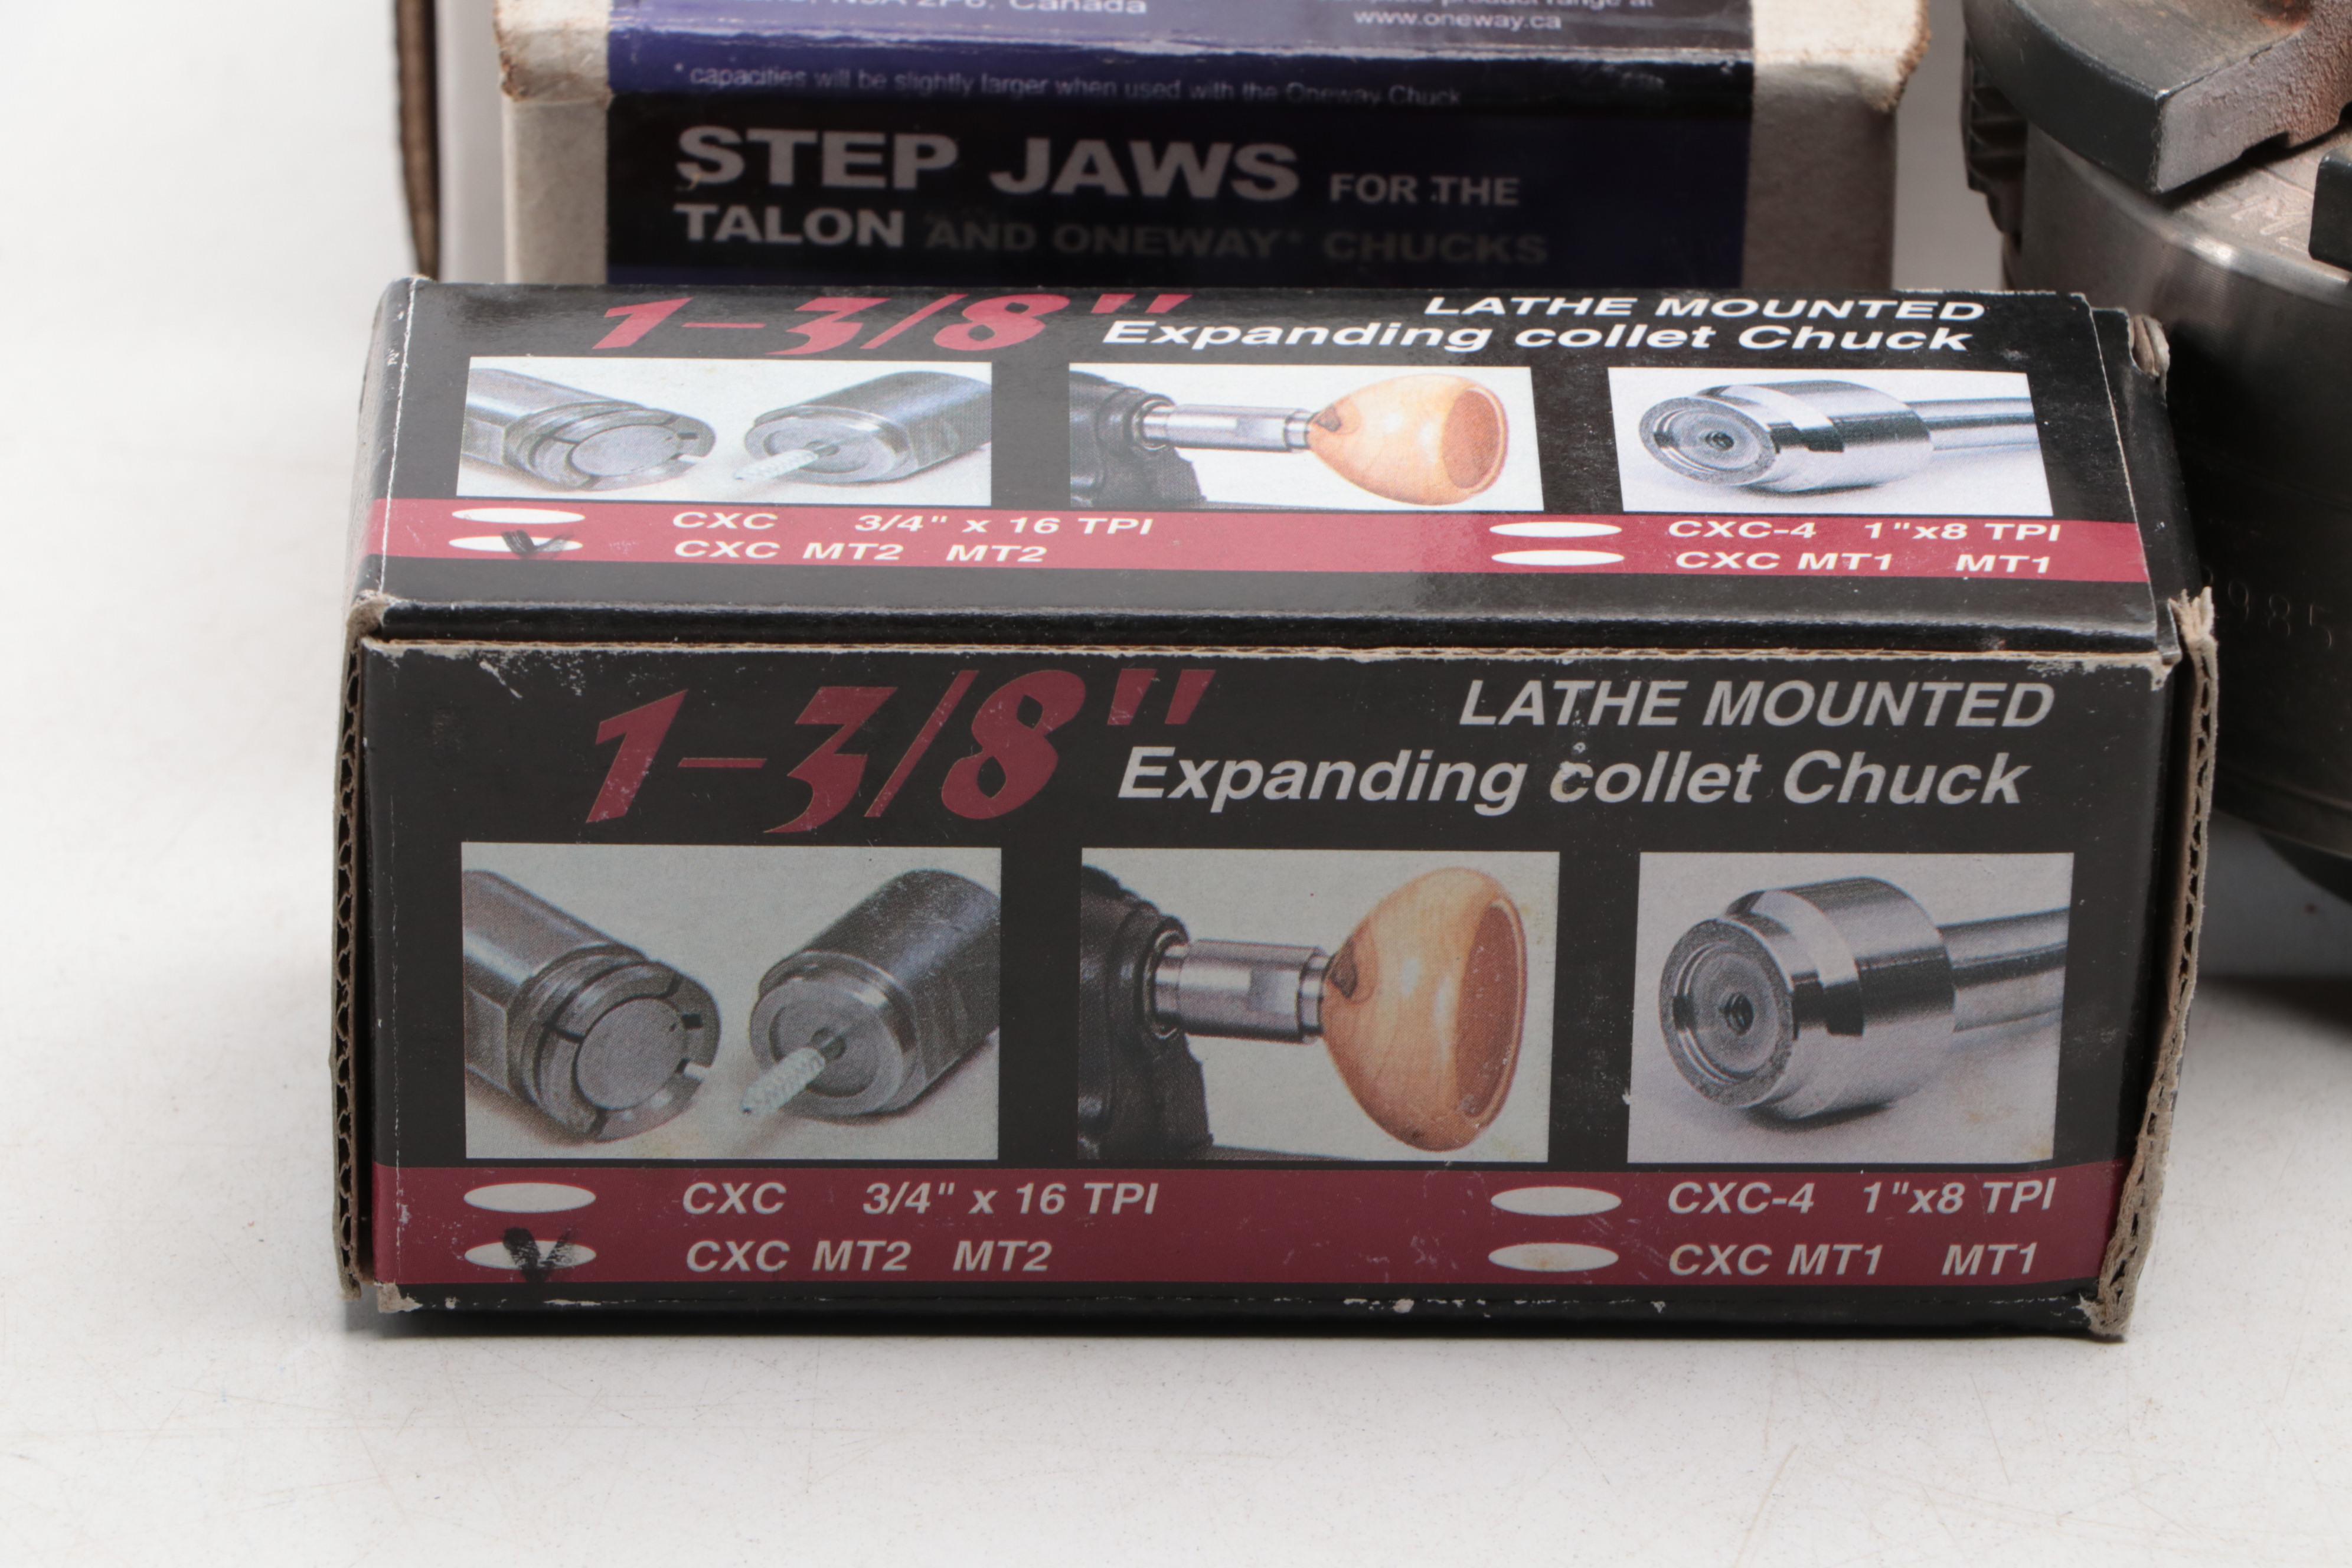 N3A 2P8. Canada
www.oneway.ca
capacities will be slightly larger when used with the Oneway Chuck
STEP JAWS FOR THE
TALON AND ONEWAY® CHUCKS
1-3/8" LATHE MOUNTED
Expanding collet Chuck
CXC 3/4" x 16 TPI CXC-4 1"x8 TPI
CXC MT2 MT2 CXC MT1 MT1
1-3/8" LATHE MOUNTED
Expanding collet Chuck
CXC 3/4" x 16 TPI CXC-4 1"x8 TPI
CXC MT2 MT2 CXC MT1 MT1